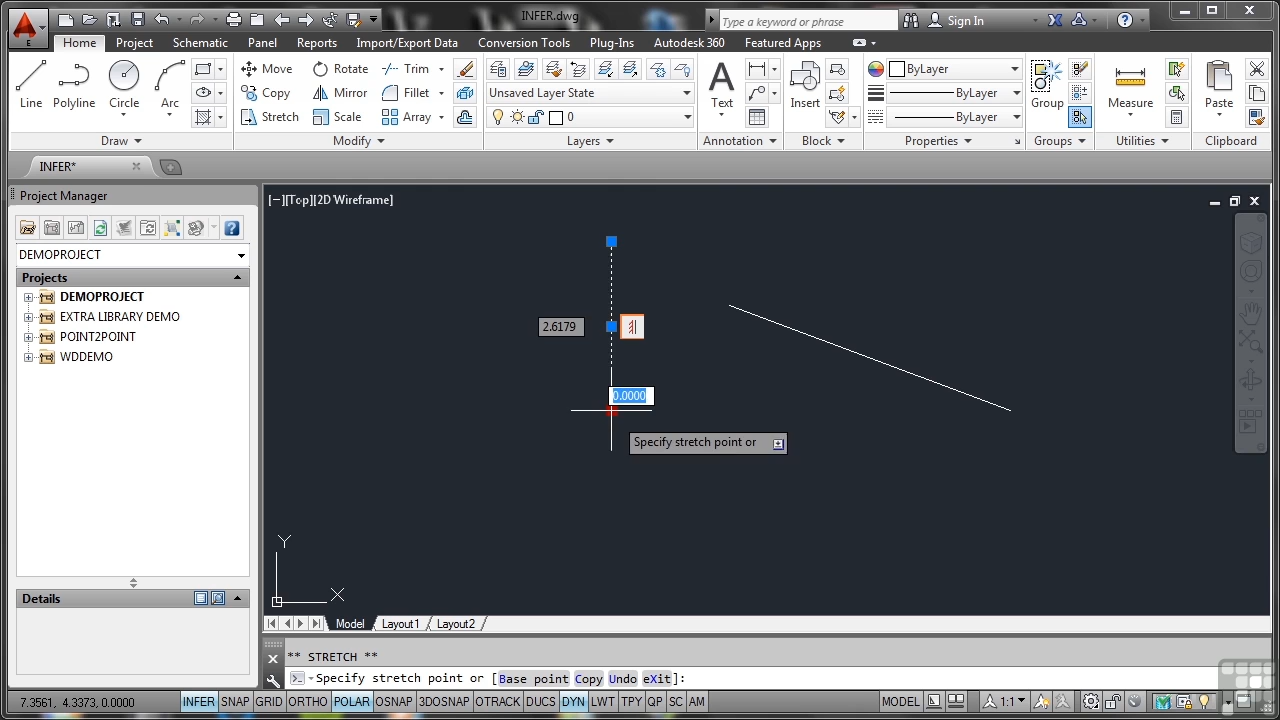 INFER.dwg
Type a keyword or phrase
Sign In
E
Home Project Schematic Panel Reports Import/Export Data Conversion Tools Plug-Ins Autodesk 360 Featured Apps
Line Polyline Circle Arc
Move Rotate Trim
Copy Mirror Fillet
Stretch Scale Array
Unsaved Layer State
0
A
Text
Insert
ByLayer
ByLayer
ByLayer
Group
Measure
Paste
Draw Modify Layers Annotation Block Properties Groups Utilities Clipboard
INFER*
Project Manager
DEMOPROJECT
Projects
DEMOPROJECT
EXTRA LIBRARY DEMO
POINT2POINT
WDDEMO
Details
[−][Top][2D Wireframe]
2.6179
0.0000
Specify stretch point or
Y
X
Model Layout1 Layout2
** STRETCH **
Specify stretch point or [Base point Copy Undo eXit]:
7.3561, 4.3373, 0.0000
INFER SNAP GRID ORTHO POLAR OSNAP 3DOSNAP OTRACK DUCS DYN LWT TPY QP SC AM
MODEL
1:1